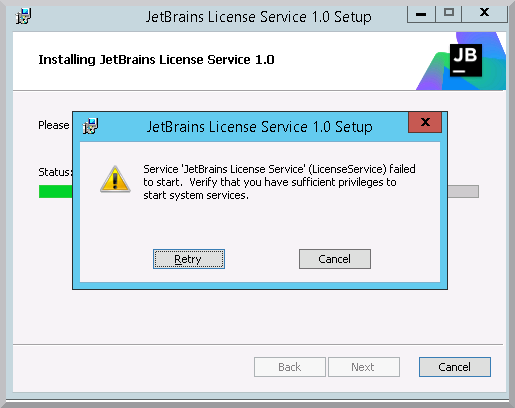 JetBrains License Service 1.0 Setup
Installing JetBrains License Service 1.0
JB
Please
JetBrains License Service 1.0 Setup
Status:
Service 'JetBrains License Service' (LicenseService) failed
to start. Verify that you have sufficient privileges to
start system services.
Retry Cancel
Back Next Cancel